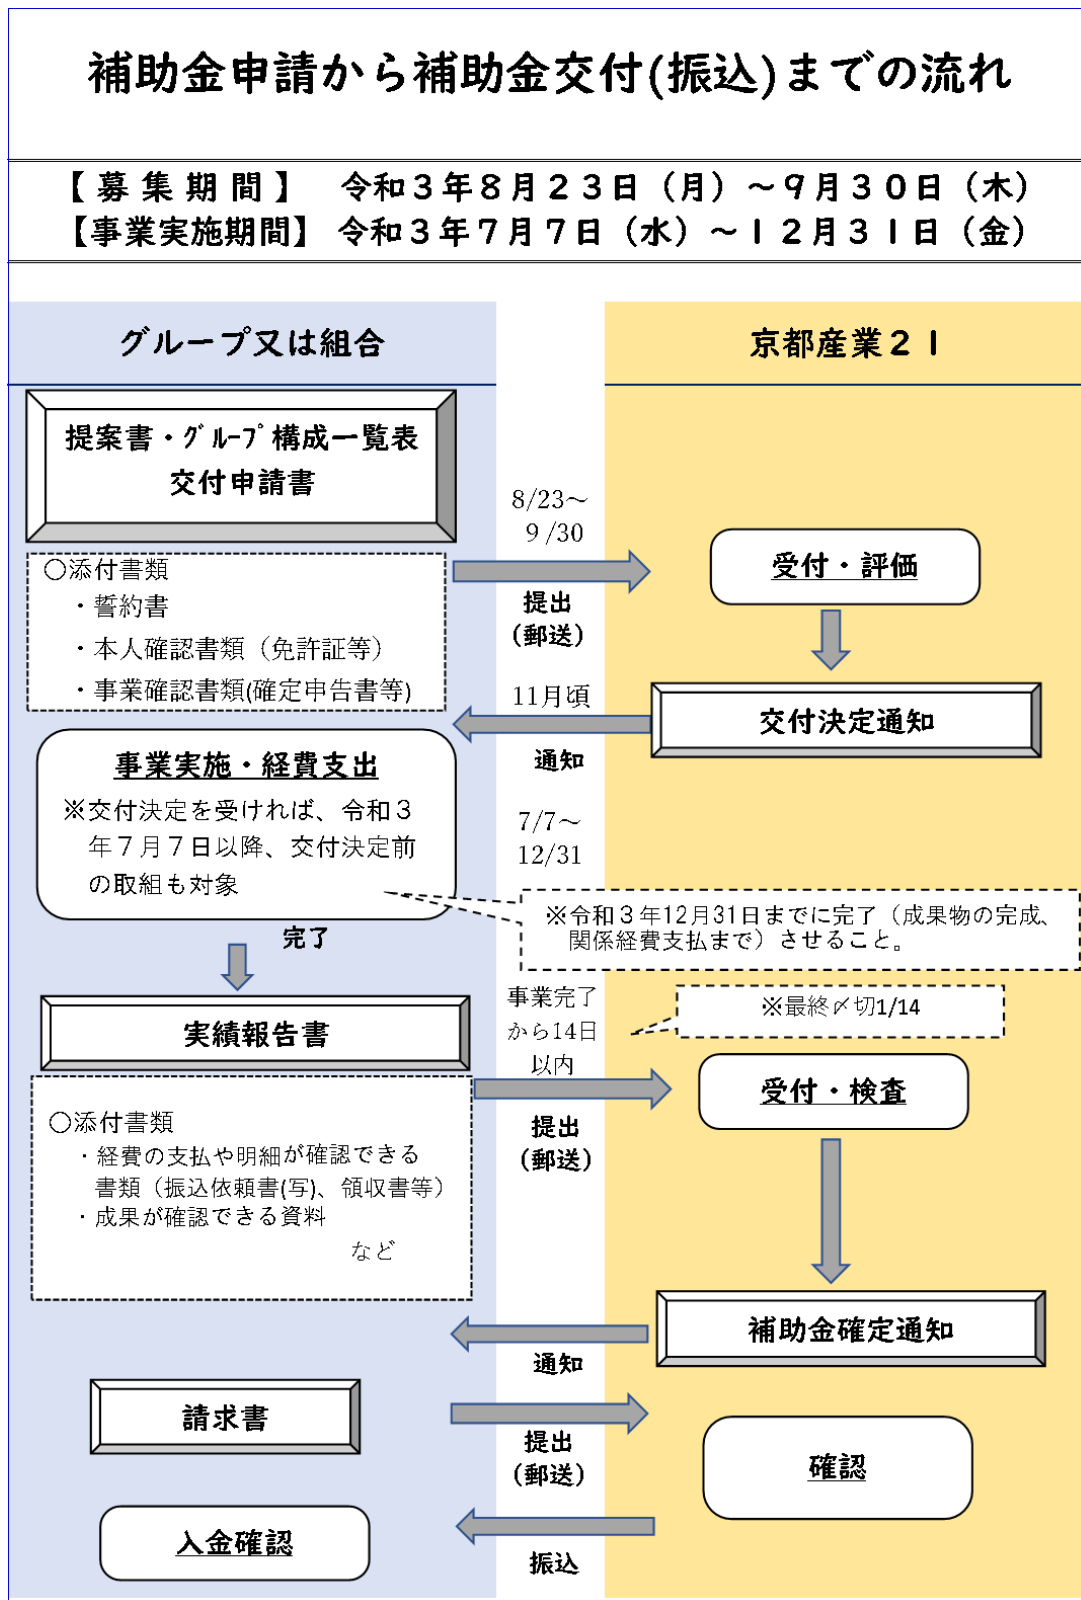 補助金申請から補助金交付(振込)までの流れ
【募集期間】 令和３年８月２３日（月）～９月３０日（木）
【事業実施期間】 令和３年７月７日（水）～１２月３１日（金）
グループ又は組合
京都産業２１
提案書・ｸﾞﾙｰﾌﾟ構成一覧表
交付申請書
8/23～
9/30
受付・評価
〇添付書類
・誓約書
・本人確認書類（免許証等）
・事業確認書類(確定申告書等)
提出
（郵送）
11月頃
交付決定通知
通知
事業実施・経費支出
※交付決定を受ければ、令和３
年７月７日以降、交付決定前
の取組も対象
7/7～
12/31
※令和３年12月31日までに完了（成果物の完成、
関係経費支払まで）させること。
完了
事業完了
から14日
以内
※最終〆切1/14
実績報告書
受付・検査
提出
（郵送）
〇添付書類
・経費の支払や明細が確認できる
書類（振込依頼書(写)、領収書等）
・成果が確認できる資料
など
補助金確定通知
通知
請求書
提出
（郵送）
確認
入金確認
振込